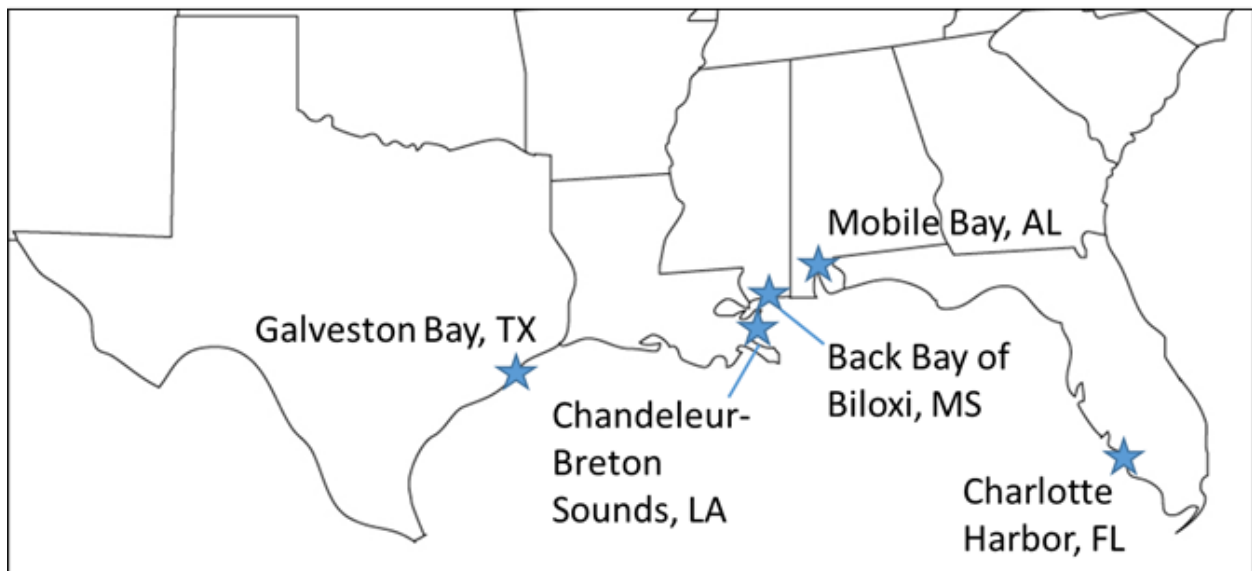 Mobile Bay, AL
Galveston Bay, TX
Back Bay of
Biloxi, MS
Chandeleur-
Breton
Sounds, LA
Charlotte
Harbor, FL